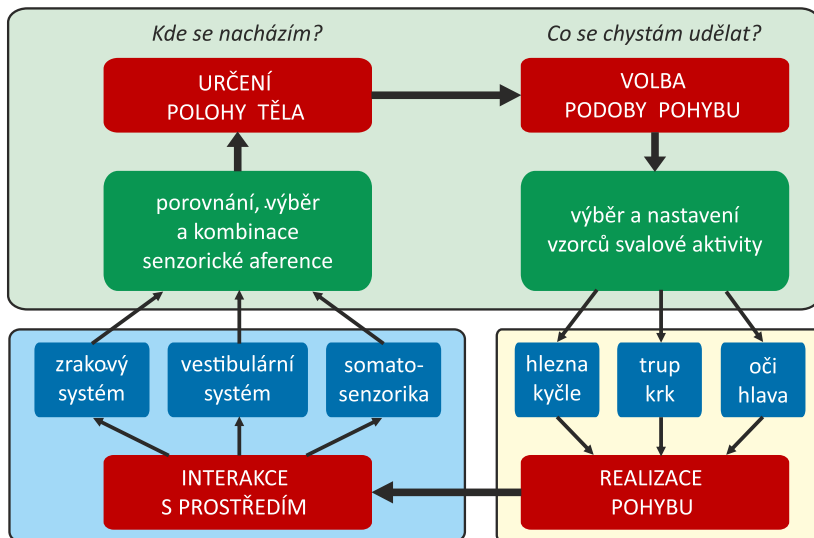 Kde se nacházím?
Co se chystám udělat?
URČENÍ
POLOHY TĚLA
VOLBA
PODOBY POHYBU
porovnání, výběr
a kombinace
senzorické aference
výběr a nastavení
vzorců svalové aktivity
zrakový
systém
vestibulární
systém
somato-
senzorika
hlezna
kyčle
trup
krk
oči
hlava
INTERAKCE
S PROSTŘEDÍM
REALIZACE
POHYBU